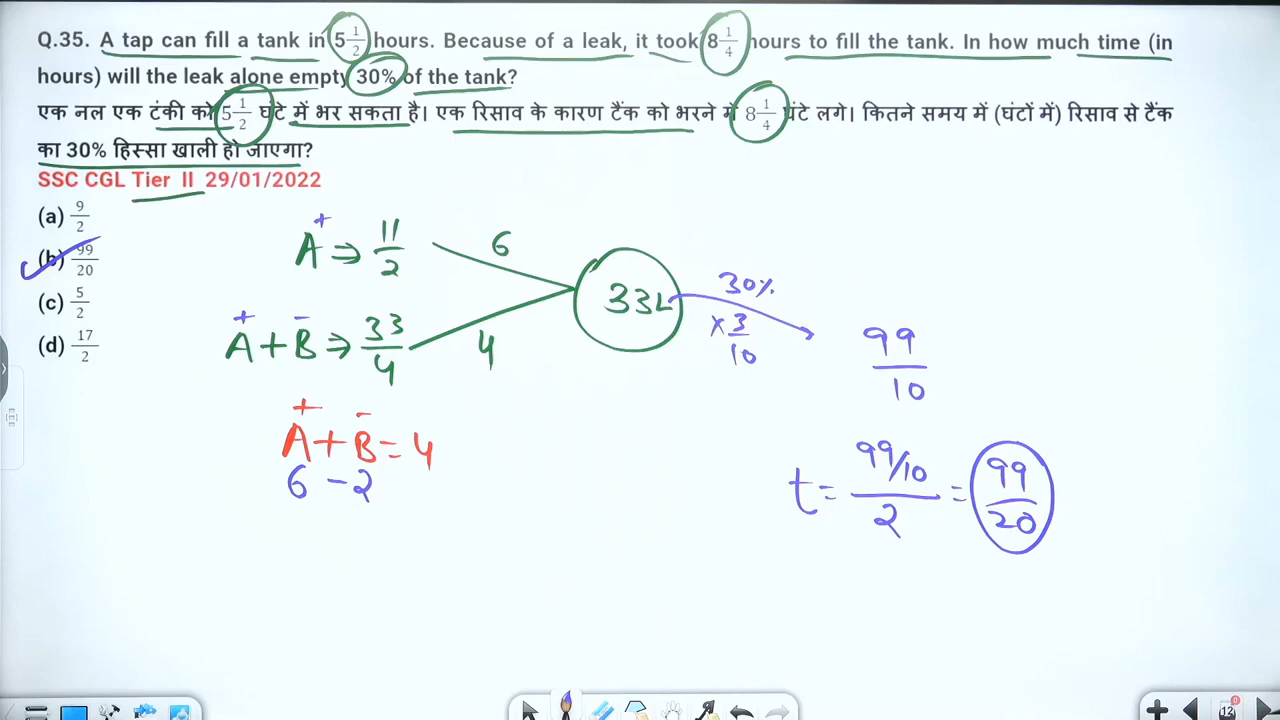 Q.35. A tap can fill a tank in 5 1/2 hours. Because of a leak, it took 8 1/4 hours to fill the tank. In how much time (in
hours) will the leak alone empty 30% of the tank?
एक नल एक टंकी को 5 1/2 घंटे में भर सकता है। एक रिसाव के कारण टैंक को भरने में 8 1/4 घंटे लगे। कितने समय में (घंटों में) रिसाव से टैंक
का 30% हिस्सा खाली हो जाएगा?
SSC CGL Tier II 29/01/2022
(a) 9/2
(b) 99/20
(c) 5/2
(d) 17/2
+
A ⇒ 11/2
6
+ -
A + B ⇒ 33/4
4
33L
30%
× 3/10
99/10
+ -
A + B = 4
6 - 2
t = 99/10 / 2 = 99/20
12